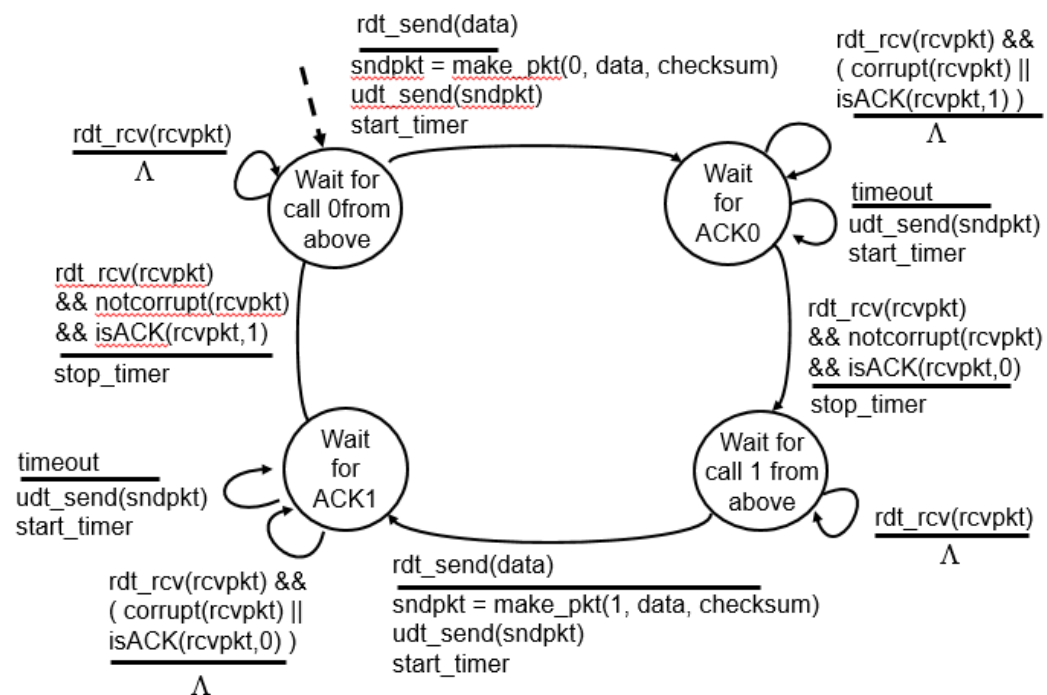 rdt_send(data)
sndpkt = make_pkt(0, data, checksum)
udt_send(sndpkt)
start_timer
rdt_rcv(rcvpkt) &&
( corrupt(rcvpkt) ||
isACK(rcvpkt,1) )
Λ
rdt_rcv(rcvpkt)
Λ
Wait for
call 0from
above
Wait
for
ACK0
timeout
udt_send(sndpkt)
start_timer
rdt_rcv(rcvpkt)
&& notcorrupt(rcvpkt)
&& isACK(rcvpkt,1)
stop_timer
rdt_rcv(rcvpkt)
&& notcorrupt(rcvpkt)
&& isACK(rcvpkt,0)
stop_timer
Wait
for
ACK1
Wait for
call 1 from
above
timeout
udt_send(sndpkt)
start_timer
rdt_rcv(rcvpkt)
Λ
rdt_rcv(rcvpkt) &&
( corrupt(rcvpkt) ||
isACK(rcvpkt,0) )
Λ
rdt_send(data)
sndpkt = make_pkt(1, data, checksum)
udt_send(sndpkt)
start_timer